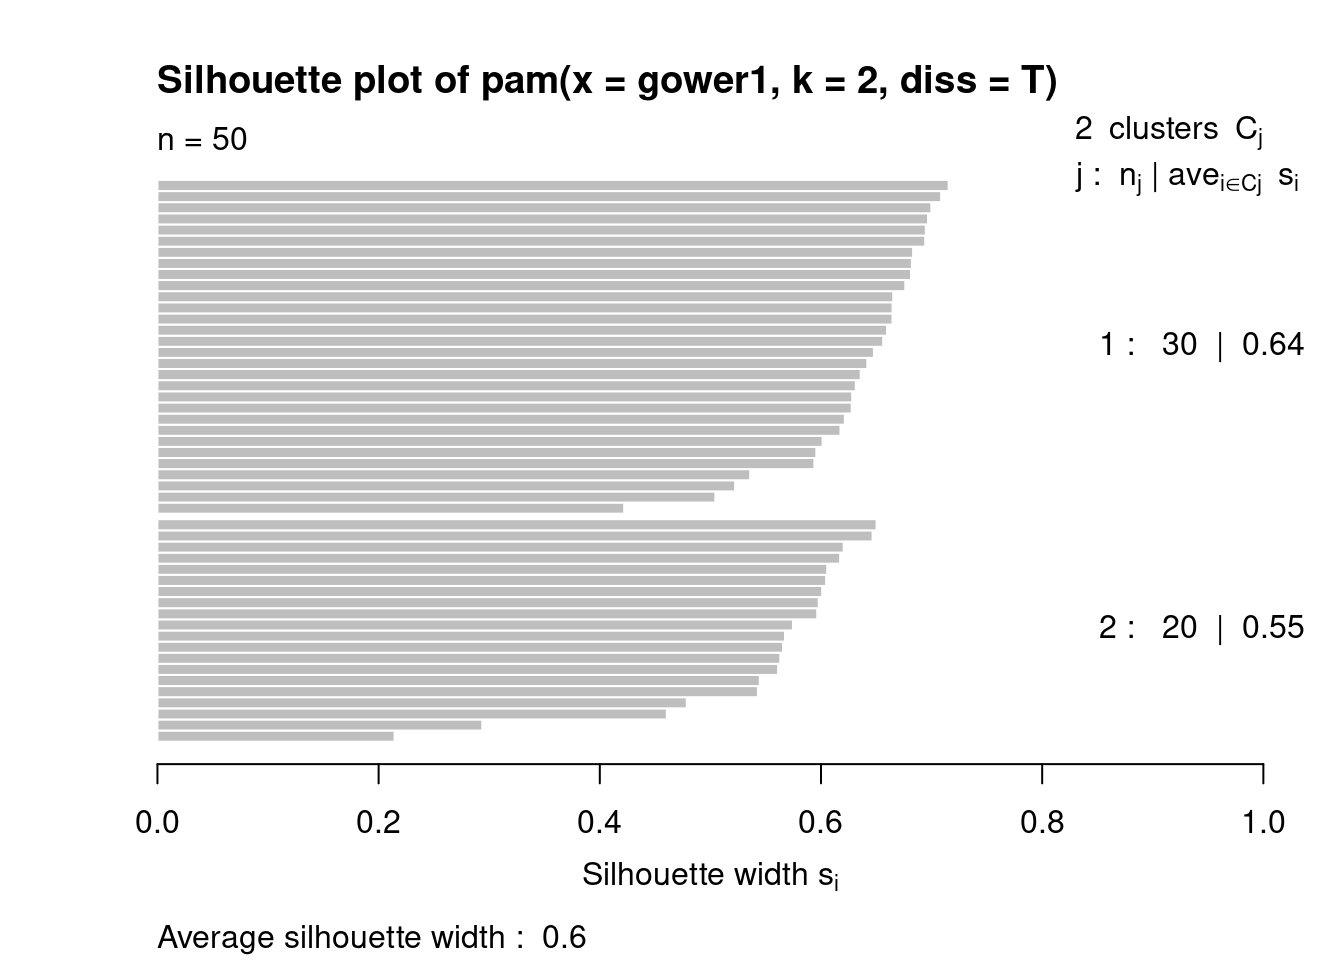 Silhouette plot of pam(x = gower1, k = 2, diss = T)
n = 50
2 clusters Cj
j : nj | avei∈Cj si
1 : 30 | 0.64
2 : 20 | 0.55
0.0 0.2 0.4 0.6 0.8 1.0
Silhouette width si
Average silhouette width : 0.6